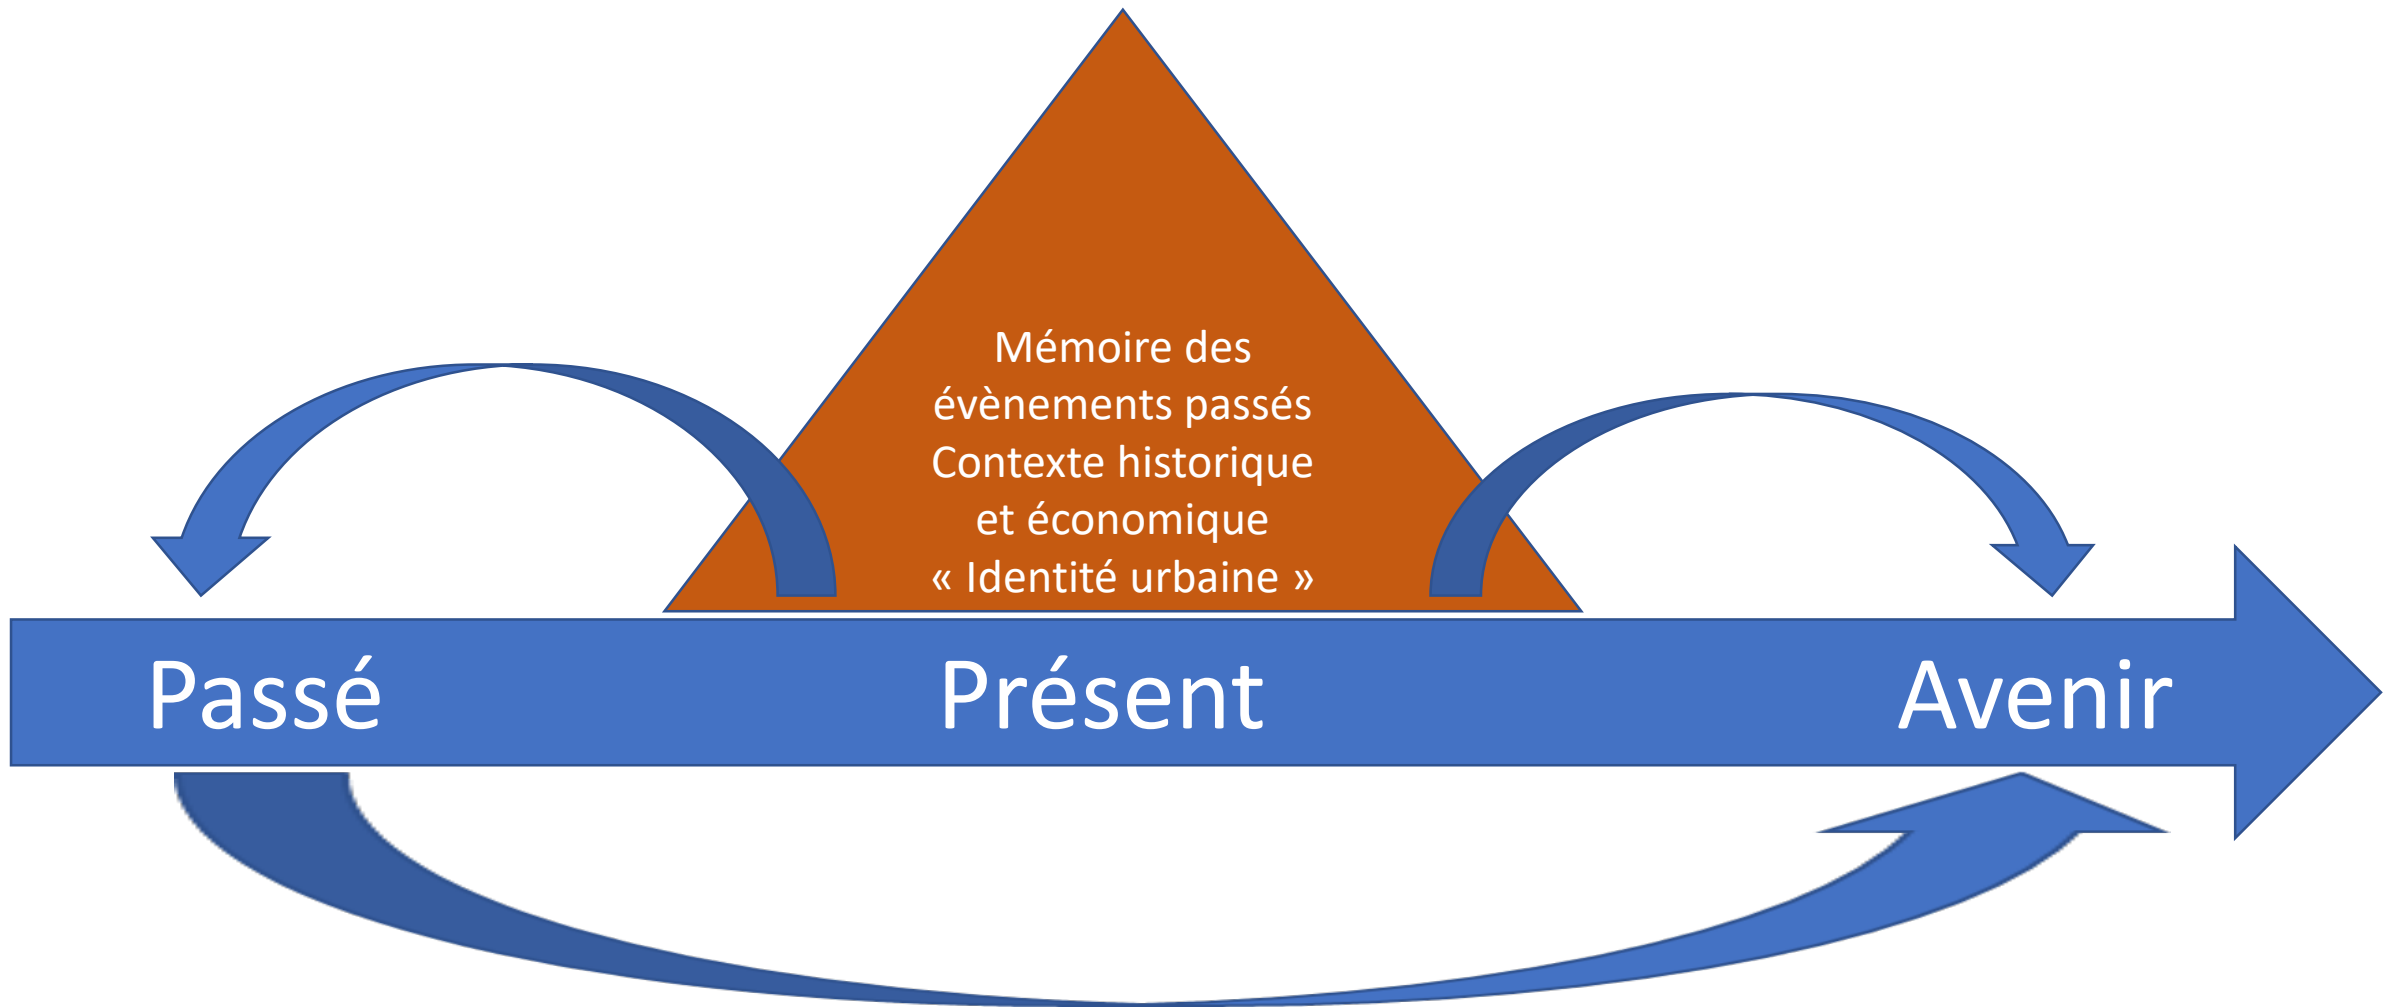 Mémoire des
évènements passés
Contexte historique
et économique
« Identité urbaine »
Passé
Présent
Avenir